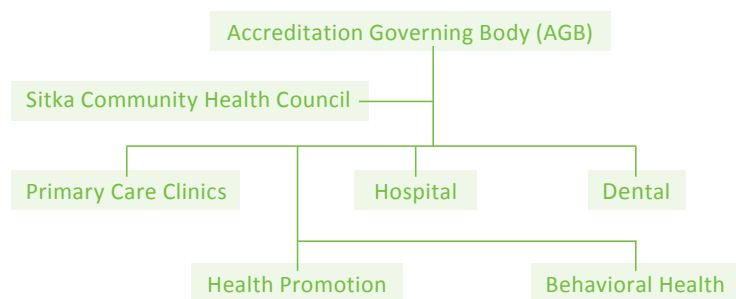 Accreditation Governing Body (AGB)
Sitka Community Health Council
Primary Care Clinics
Hospital
Dental
Health Promotion
Behavioral Health